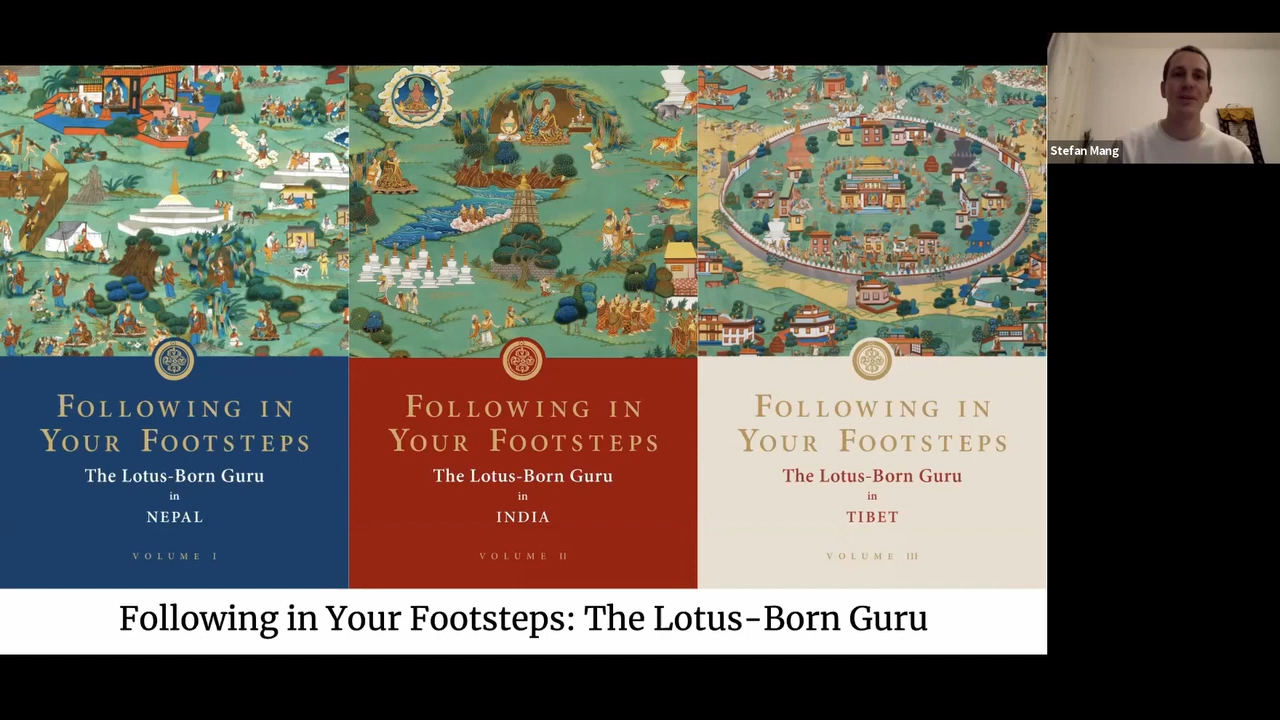 FOLLOWING IN
YOUR FOOTSTEPS
The Lotus-Born Guru
in
NEPAL
VOLUME I
FOLLOWING IN
YOUR FOOTSTEPS
The Lotus-Born Guru
in
INDIA
VOLUME II
FOLLOWING IN
YOUR FOOTSTEPS
The Lotus-Born Guru
in
TIBET
VOLUME III
Following in Your Footsteps: The Lotus-Born Guru
Stefan Mang